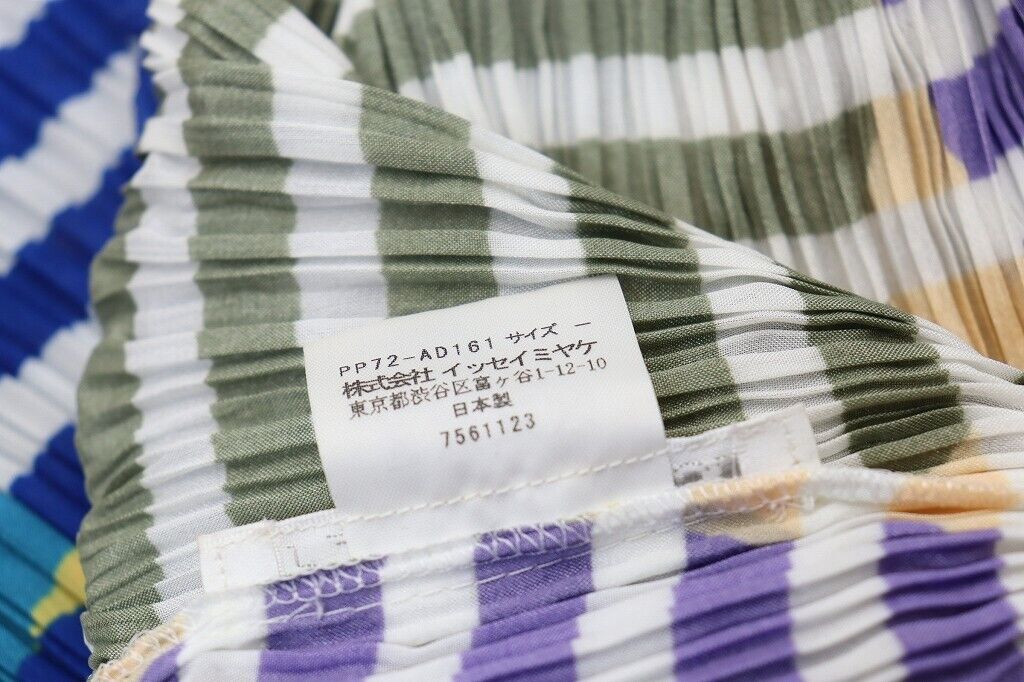 PP72-AD161 サイズ ー
株式会社 イッセイミヤケ
東京都渋谷区富ヶ谷1-12-10
日本製
7561123